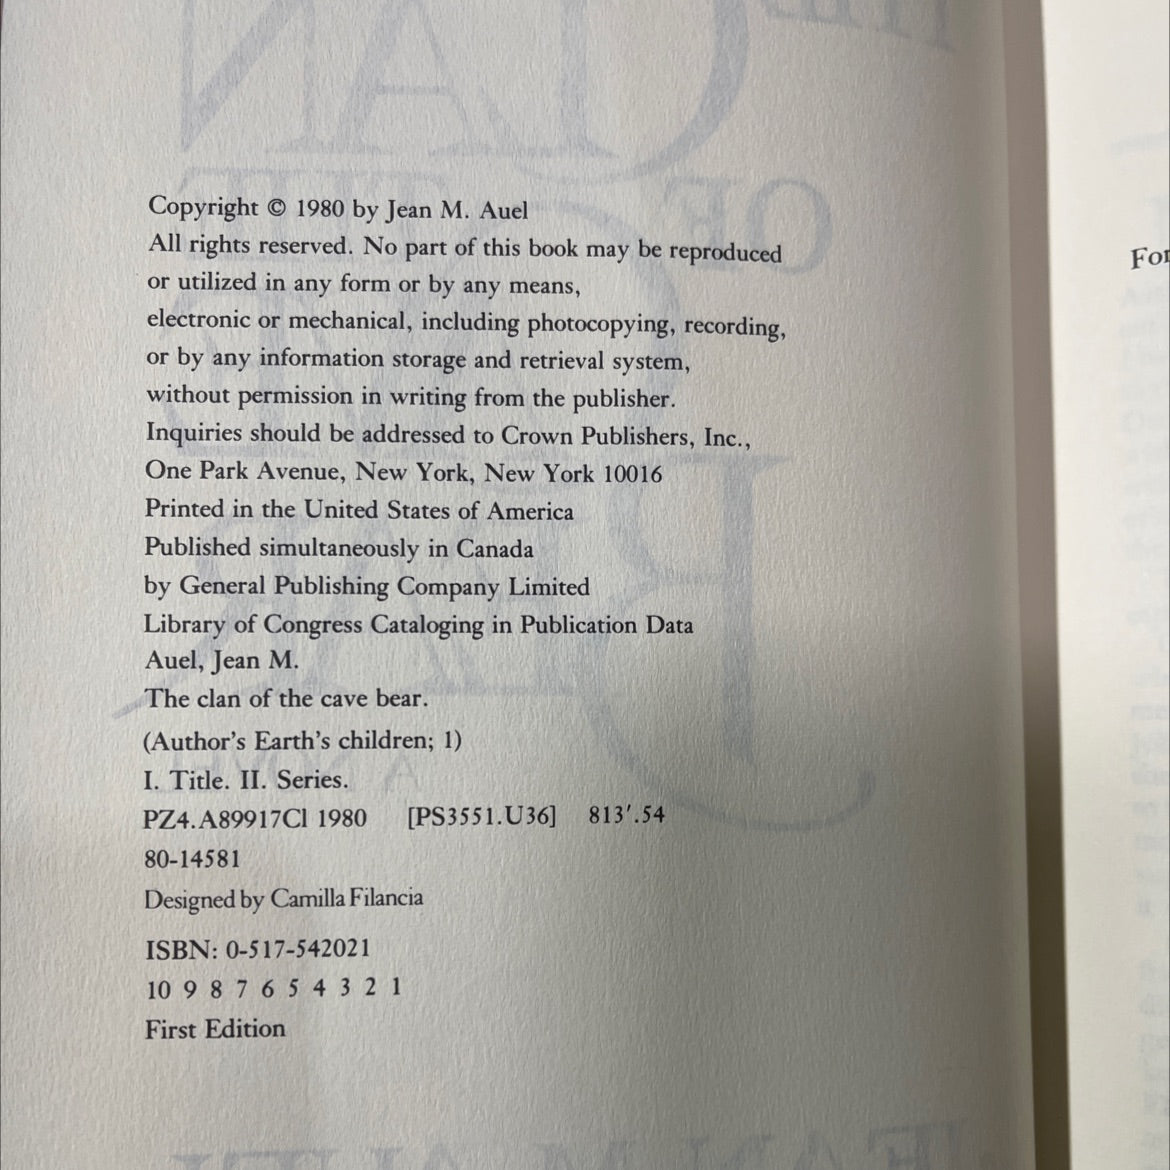 Copyright © 1980 by Jean M. Auel
All rights reserved. No part of this book may be reproduced
or utilized in any form or by any means,
electronic or mechanical, including photocopying, recording,
or by any information storage and retrieval system,
without permission in writing from the publisher.
Inquiries should be addressed to Crown Publishers, Inc.,
One Park Avenue, New York, New York 10016
Printed in the United States of America
Published simultaneously in Canada
by General Publishing Company Limited
Library of Congress Cataloging in Publication Data
Auel, Jean M.
The clan of the cave bear.
(Author's Earth's children; 1)
I. Title. II. Series.
PZ4.A89917Cl 1980 [PS3551.U36] 813′.54
80-14581
Designed by Camilla Filancia
ISBN: 0-517-542021
10 9 8 7 6 5 4 3 2 1
First Edition